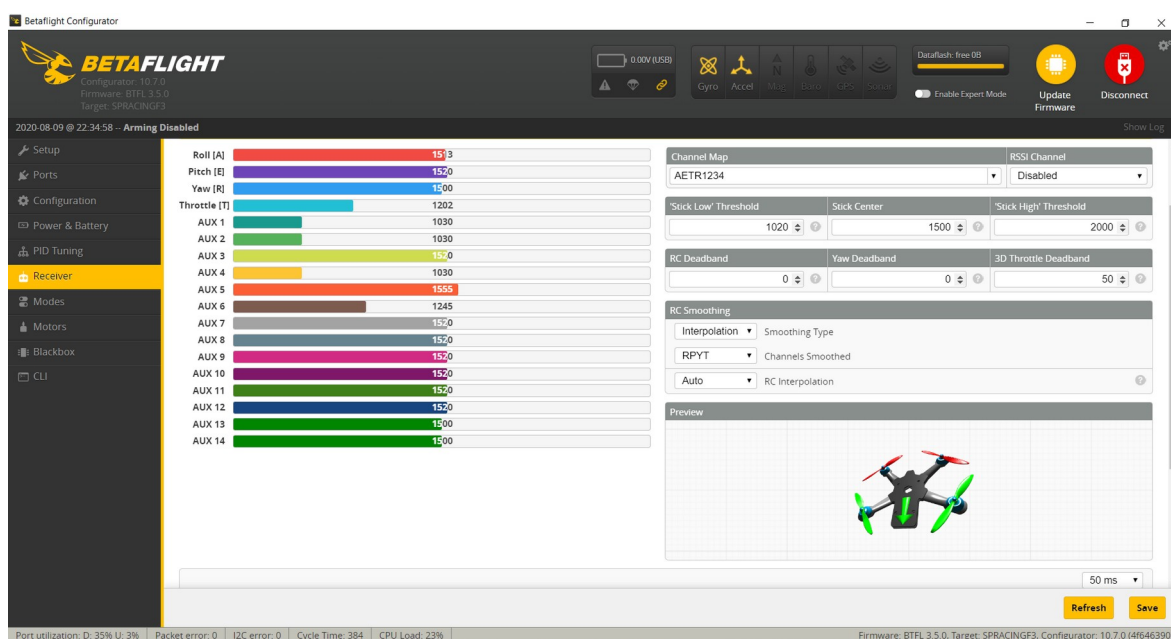 Betaflight Configurator
BETAFLIGHT
Configurator: 10.7.0
Firmware: BTFL 3.5.0
Target: SPRACINGF3
0.00V (USB)
Gyro Accel Mag Baro GPS Sonar
Dataflash: free 0B
Enable Expert Mode
Update Firmware
Disconnect
2020-08-09 @ 22:34:58 -- Arming Disabled
Show Log
Setup
Ports
Configuration
Power & Battery
PID Tuning
Receiver
Modes
Motors
Blackbox
CLI
Roll [A] 1513
Pitch [E] 1520
Yaw [R] 1500
Throttle [T] 1202
AUX 1 1030
AUX 2 1030
AUX 3 1520
AUX 4 1030
AUX 5 1555
AUX 6 1245
AUX 7 1520
AUX 8 1520
AUX 9 1520
AUX 10 1520
AUX 11 1520
AUX 12 1520
AUX 13 1500
AUX 14 1500
Channel Map RSSI Channel
AETR1234 Disabled
'Stick Low' Threshold Stick Center 'Stick High' Threshold
1020 1500 2000
RC Deadband Yaw Deadband 3D Throttle Deadband
0 0 50
RC Smoothing
Interpolation Smoothing Type
RPYT Channels Smoothed
Auto RC Interpolation
Preview
50 ms
Refresh Save
Port utilization: D: 35% U: 3% Packet error: 0 I2C error: 0 Cycle Time: 384 CPU Load: 23% Firmware: BTFL 3.5.0, Target: SPRACINGF3, Configurator: 10.7.0 (4f646390